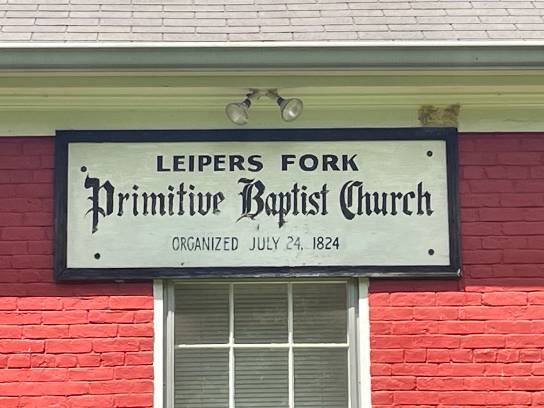 LEIPERS FORK
Primitive Baptist Church
ORGANIZED JULY 24, 1824